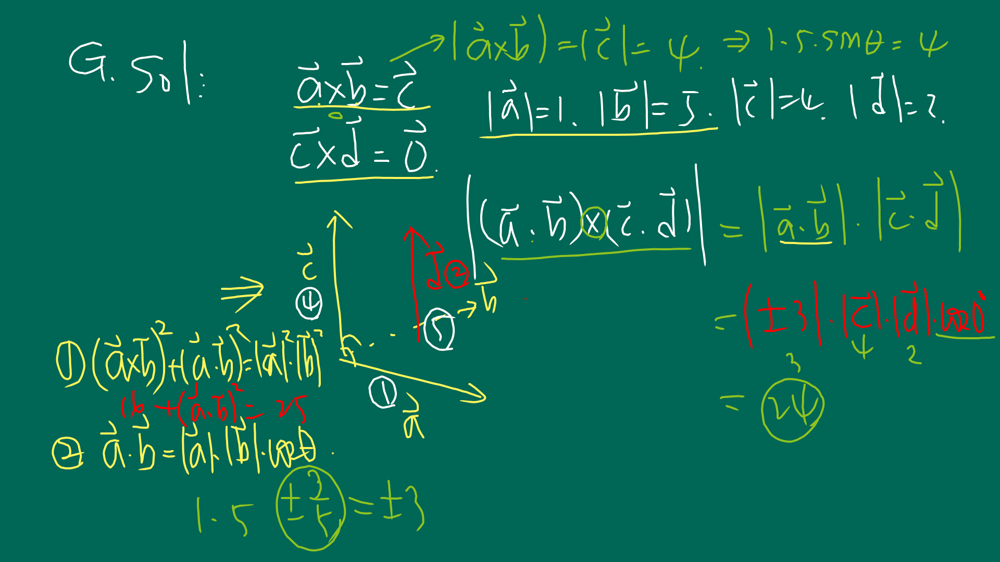 G. Sol:
a⃗×b⃗=c⃗ → |a⃗×b⃗|=|c⃗|=4. ⇒ 1·5·sinθ=4
c⃗×d⃗=0⃗.
|a⃗|=1. |b⃗|=5. |c⃗|=4. |d⃗|=2.
|(a⃗·b⃗)×(c⃗·d⃗)| = |a⃗·b⃗|·|c⃗·d⃗|
= |±3|·|c⃗|·|d⃗|·cos0°
3 4 2
= 24
⇒ c⃗ ④ d⃗ ② b⃗ ⑤
① a⃗
① (a⃗×b⃗)²+(a⃗·b⃗)²=|a⃗|²·|b⃗|²
16+(a⃗·b⃗)²=25
② a⃗·b⃗=|a⃗|·|b⃗|·cosθ.
1·5 ±3/5 = ±3